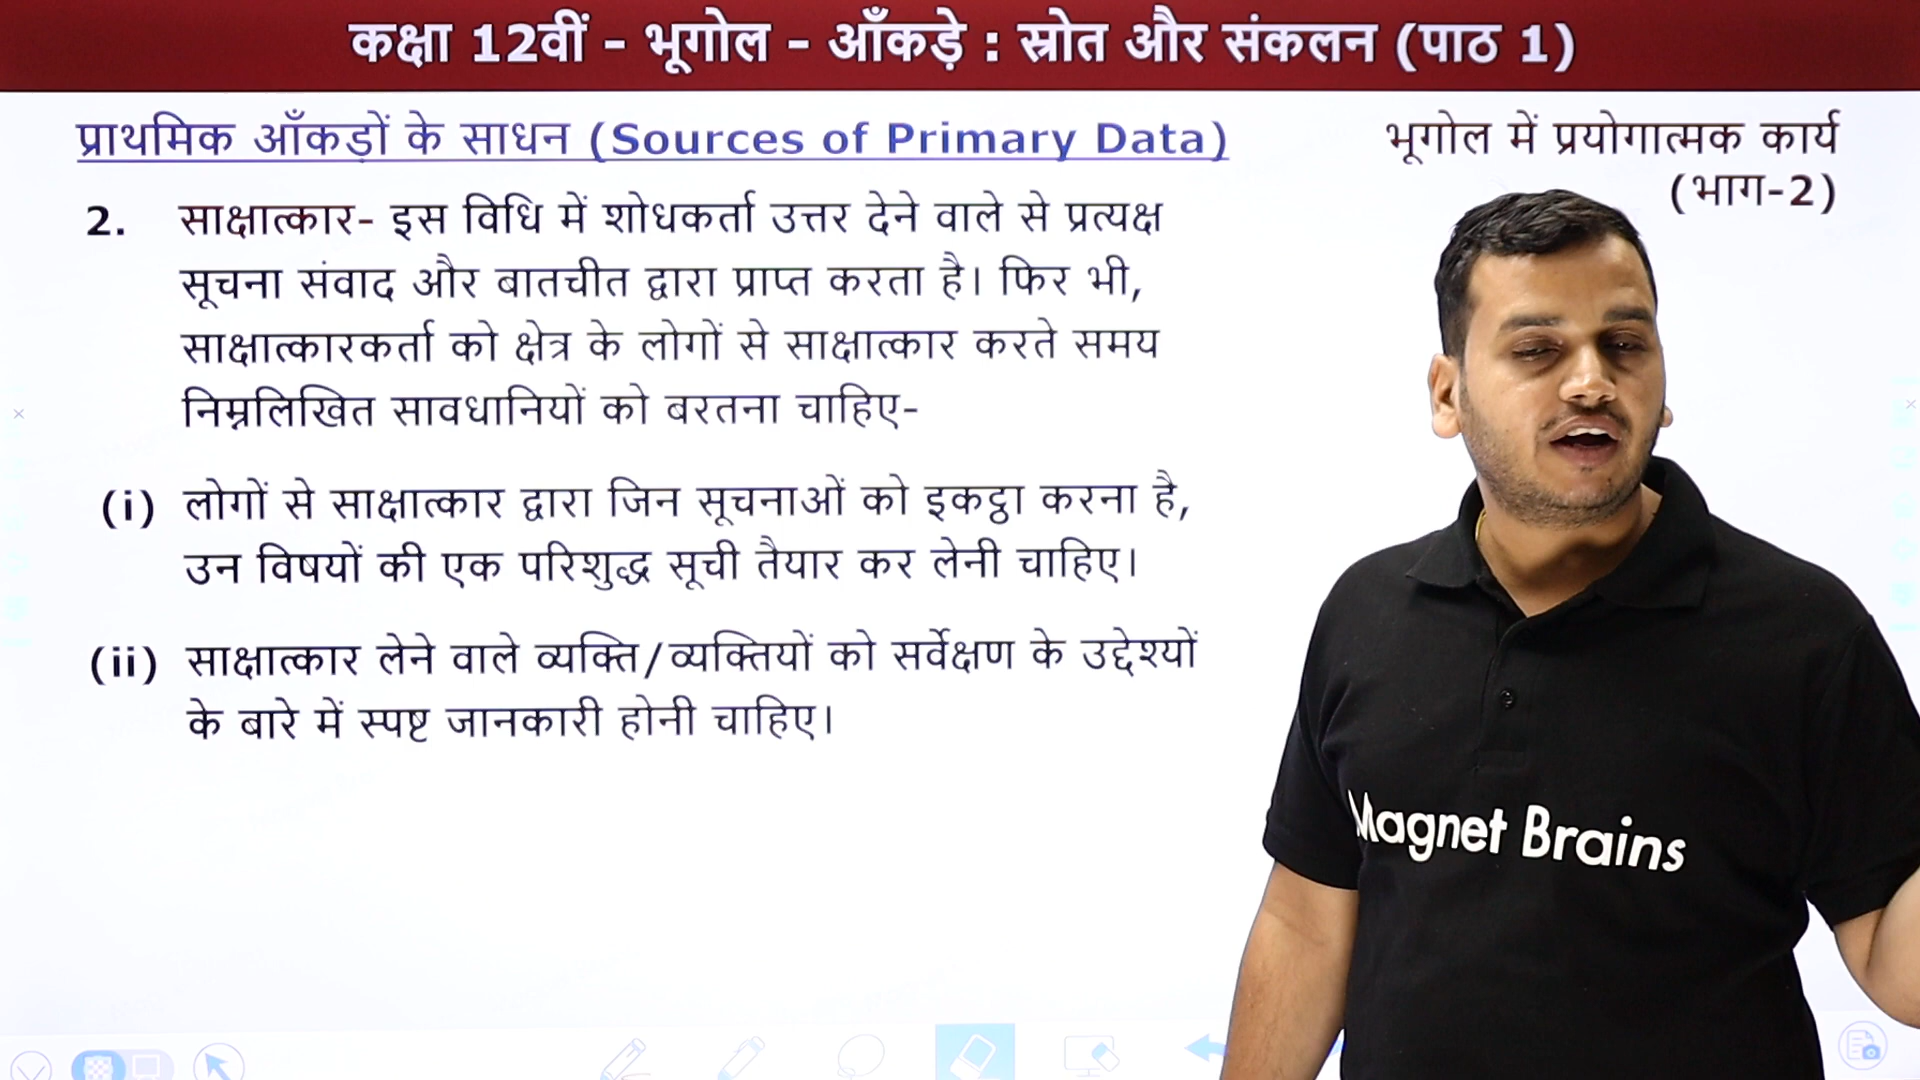 कक्षा 12वीं - भूगोल - आँकड़े : स्रोत और संकलन (पाठ 1)
प्राथमिक आँकड़ों के साधन (Sources of Primary Data)
भूगोल में प्रयोगात्मक कार्य
(भाग-2)
2. साक्षात्कार- इस विधि में शोधकर्ता उत्तर देने वाले से प्रत्यक्ष
सूचना संवाद और बातचीत द्वारा प्राप्त करता है। फिर भी,
साक्षात्कारकर्ता को क्षेत्र के लोगों से साक्षात्कार करते समय
निम्नलिखित सावधानियों को बरतना चाहिए-
(i) लोगों से साक्षात्कार द्वारा जिन सूचनाओं को इकट्ठा करना है,
उन विषयों की एक परिशुद्ध सूची तैयार कर लेनी चाहिए।
(ii) साक्षात्कार लेने वाले व्यक्ति/व्यक्तियों को सर्वेक्षण के उद्देश्यों
के बारे में स्पष्ट जानकारी होनी चाहिए।
Magnet Brains